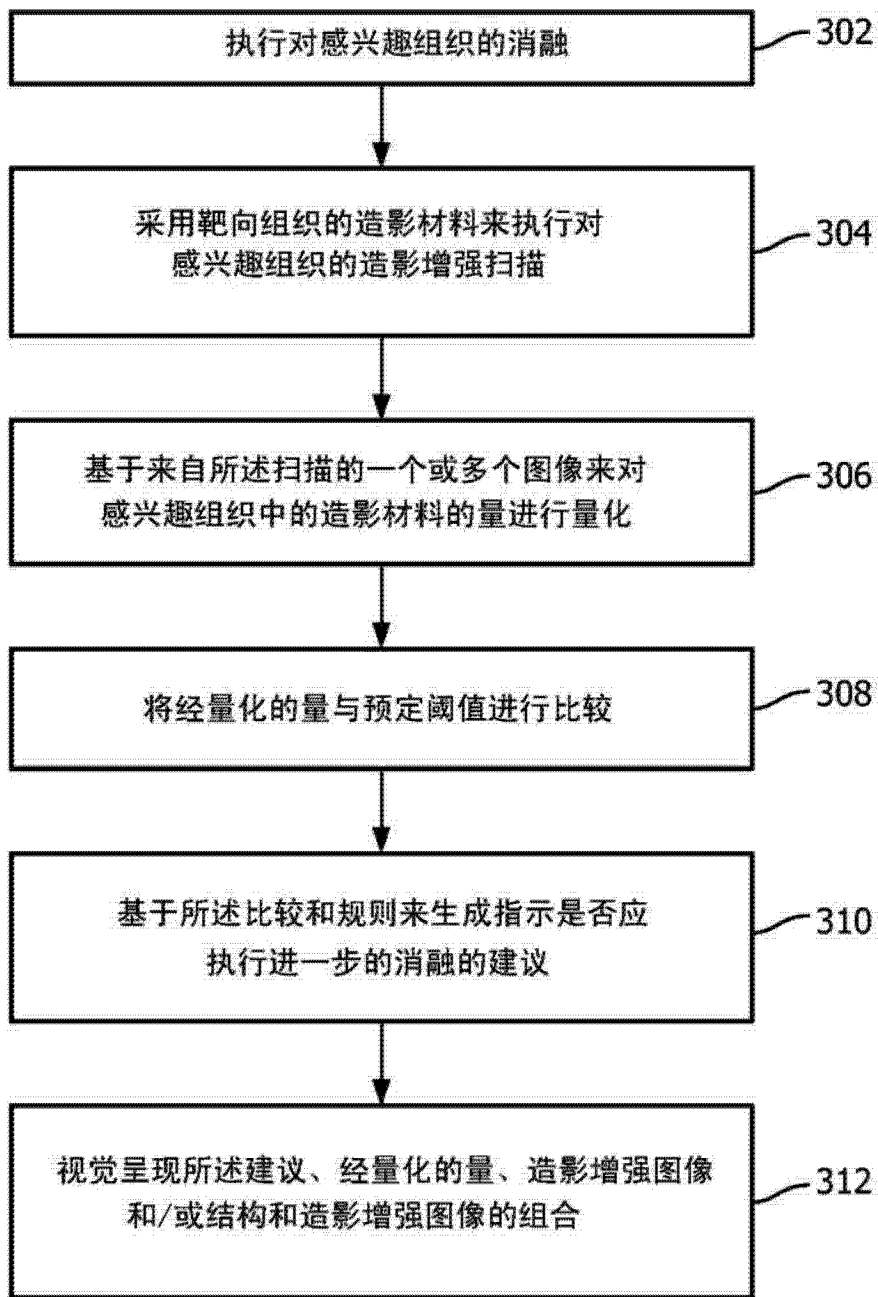 执行对感兴趣组织的消融
302
采用靶向组织的造影材料来执行对
感兴趣组织的造影增强扫描
304
基于来自所述扫描的一个或多个图像来对
感兴趣组织中的造影材料的量进行量化
306
将经量化的量与预定阈值进行比较
308
基于所述比较和规则来生成指示是否应
执行进一步的消融的建议
310
视觉呈现所述建议、经量化的量、造影增强图像
和/或结构和造影增强图像的组合
312